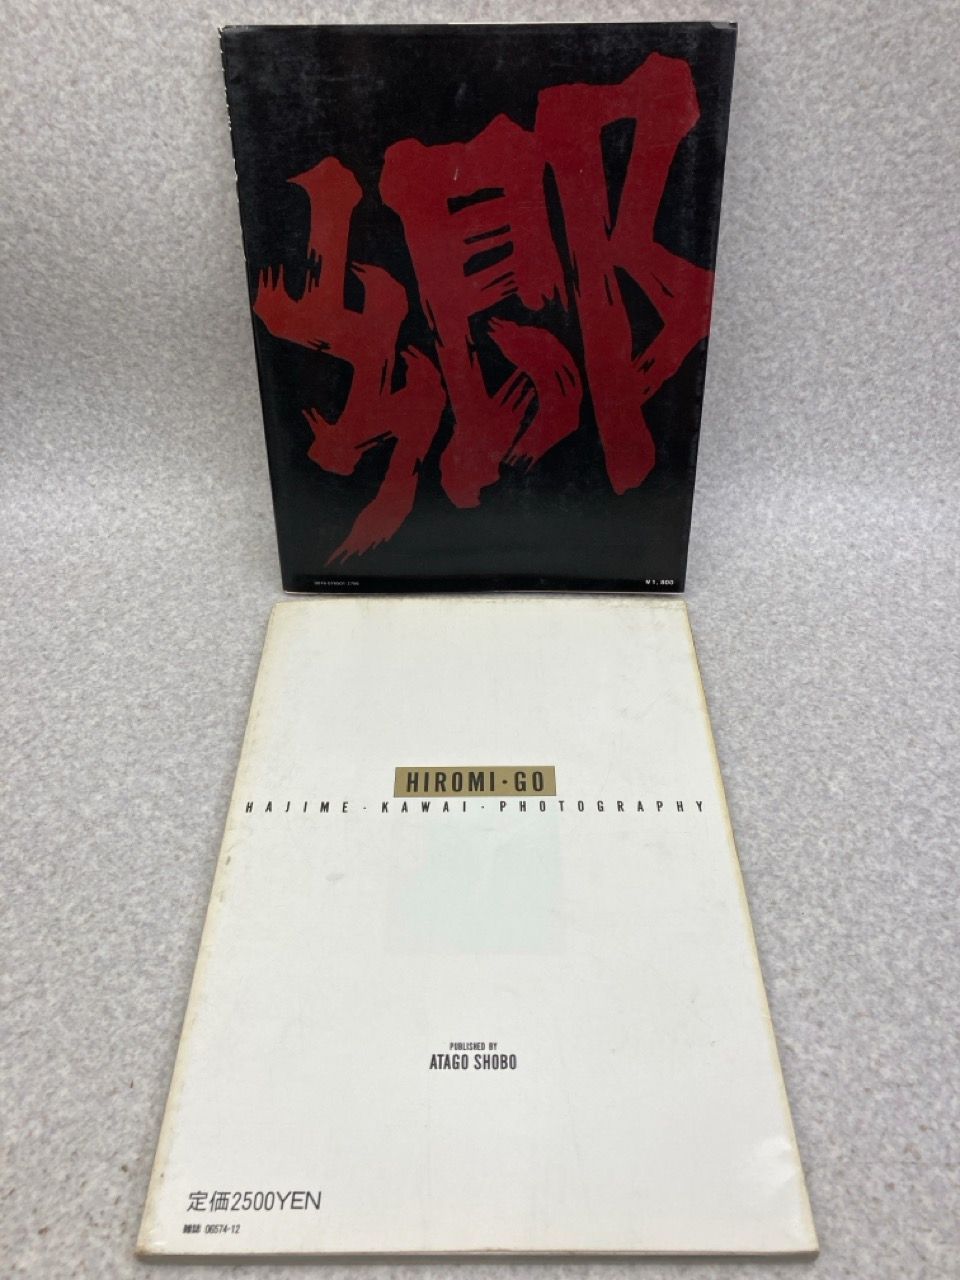 郷
¥1,800
HIROMI・GO
HAJIME・KAWAI・PHOTOGRAPHY
PUBLISHED BY
ATAGO SHOBO
定価2500YEN
雑誌 06574-12